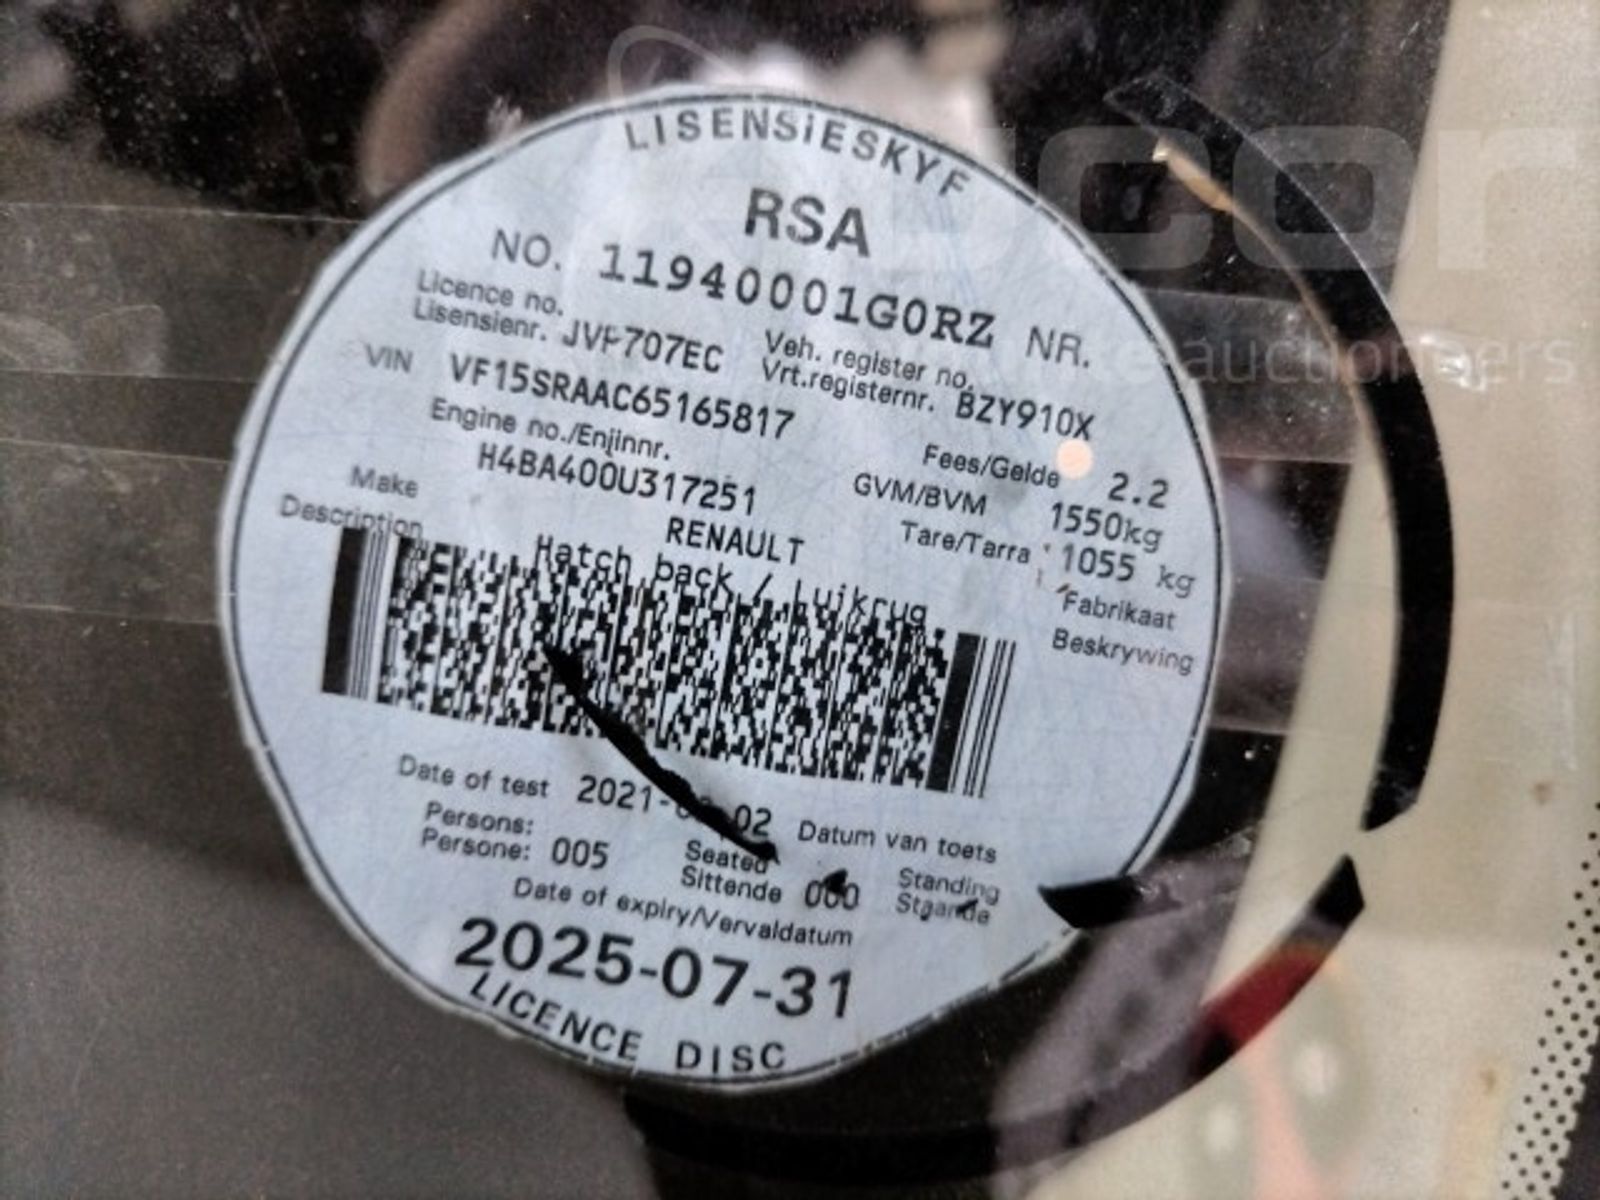 LISENSIESKYF
RSA
NO. 11940001G0RZ NR.
Licence no.
Lisensienr. JVP707EC
Veh. register no.
Vrt.registernr. BZY910X
VIN VF15SRAAC65165817
Engine no./Enjinnr.
H4BA400U317251
Fees/Gelde 2.2
GVM/BVM 1550kg
Tare/Tarra 1055 kg
Make RENAULT Fabrikaat
Description Hatch back / Luikrug Beskrywing
Date of test Datum van toets
Persons:
Persone: 005
Seated
Sittende 000
Standing
Staande
Date of expiry/Vervaldatum
2025-07-31
LICENCE DISC
auctioneers